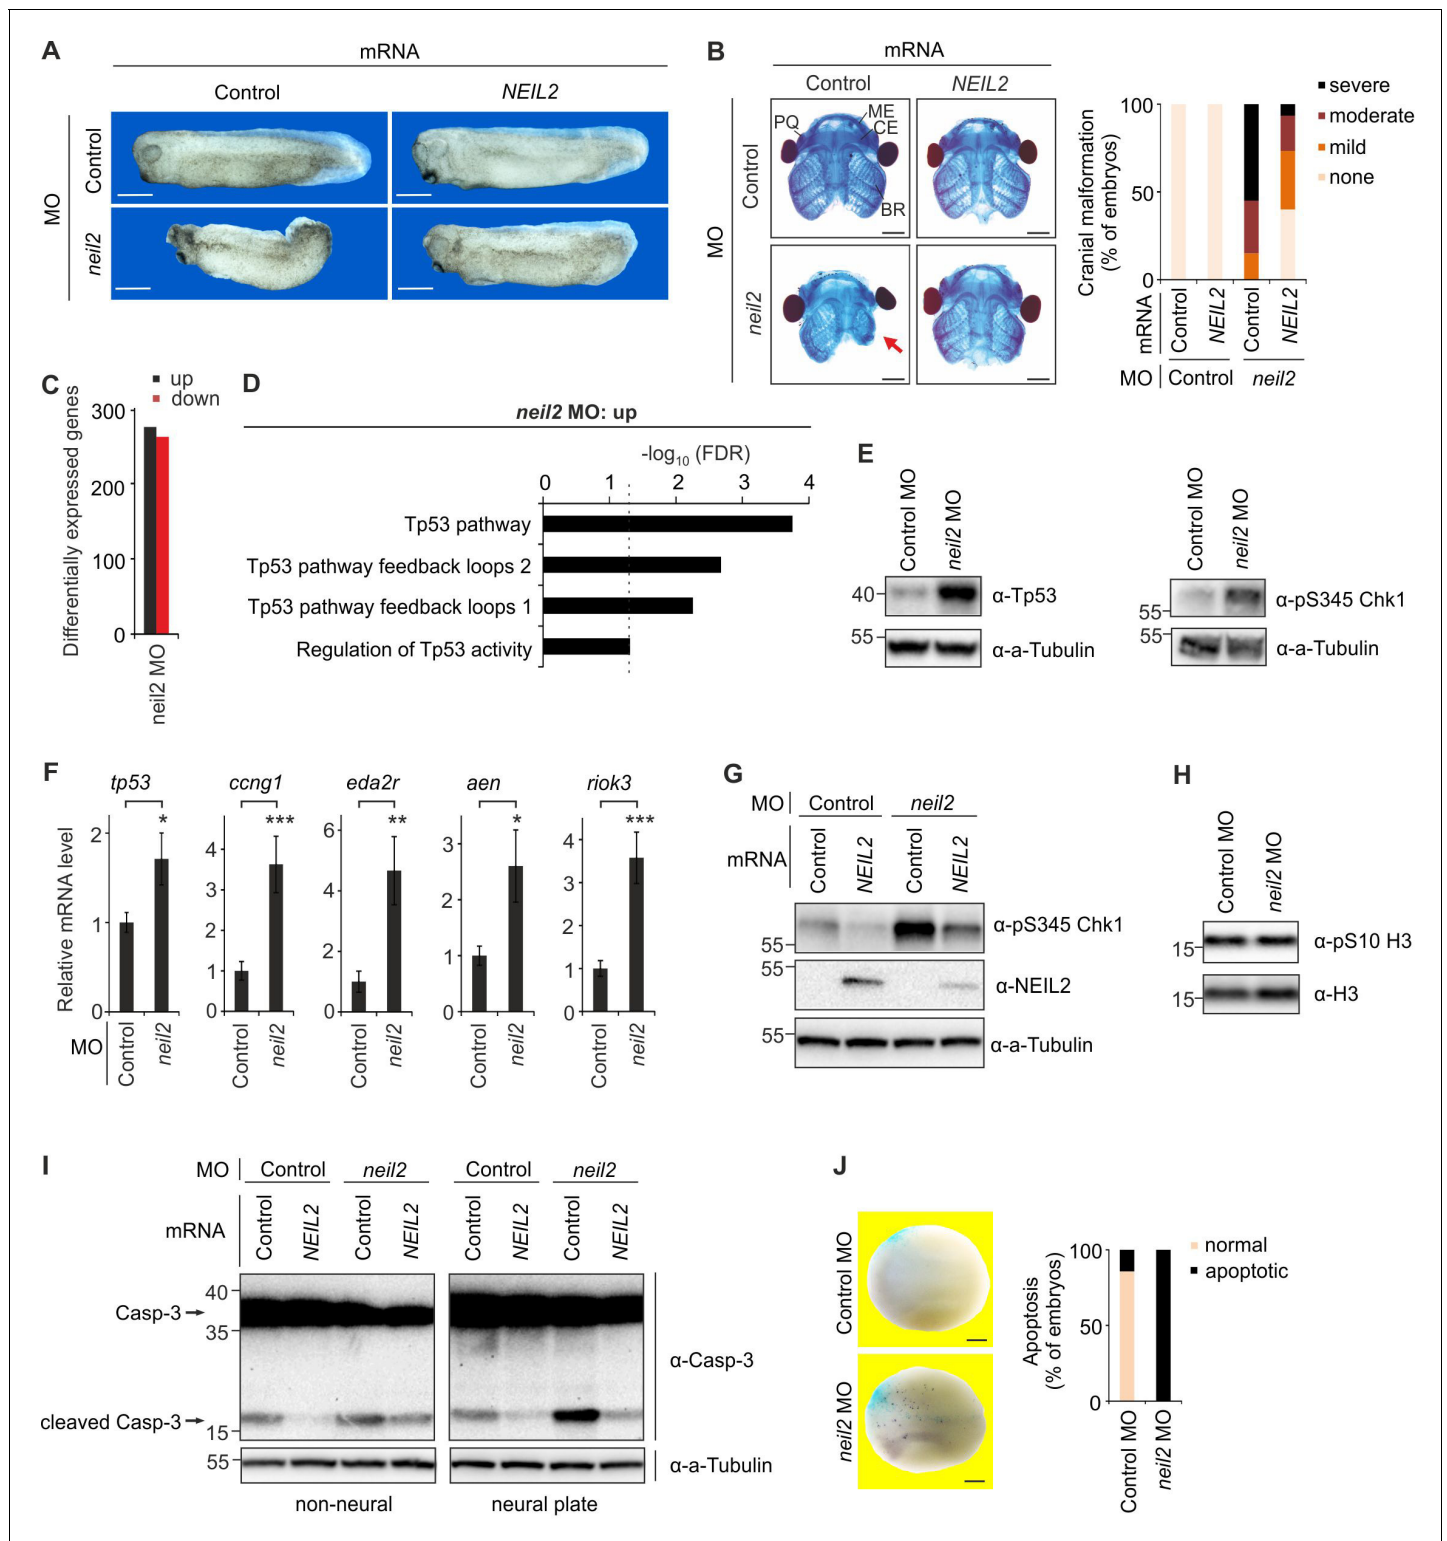 A
mRNA
Control
NEIL2
MO
Control
neil2
B
mRNA
Control
NEIL2
MO
Control
neil2
PQ
ME
CE
BR
severe
moderate
mild
none
Cranial malformation
(% of embryos)
100
50
0
mRNA
Control
NEIL2
Control
NEIL2
MO
Control
neil2
C
up
down
Differentially expressed genes
300
200
100
0
neil2 MO
D
neil2 MO: up
-log10 (FDR)
0 1 2 3 4
Tp53 pathway
Tp53 pathway feedback loops 2
Tp53 pathway feedback loops 1
Regulation of Tp53 activity
E
Control MO
neil2 MO
40
α-Tp53
55
α-a-Tubulin
Control MO
neil2 MO
55
α-pS345 Chk1
55
α-a-Tubulin
F
Relative mRNA level
tp53
*
2
1
0
ccng1
***
4
3
2
1
0
eda2r
**
6
4
2
0
aen
*
3
2
1
0
riok3
***
4
3
2
1
0
MO
Control
neil2
Control
neil2
Control
neil2
Control
neil2
Control
neil2
G
MO
Control
neil2
mRNA
Control
NEIL2
Control
NEIL2
55
α-pS345 Chk1
55
α-NEIL2
55
α-a-Tubulin
H
Control MO
neil2 MO
15
α-pS10 H3
15
α-H3
I
MO
Control
neil2
Control
neil2
mRNA
Control
NEIL2
Control
NEIL2
Control
NEIL2
Control
NEIL2
40
Casp-3
35
α-Casp-3
cleaved Casp-3
15
55
α-a-Tubulin
non-neural
neural plate
J
Control MO
neil2 MO
normal
apoptotic
Apoptosis
(% of embryos)
100
50
0
Control MO
neil2 MO